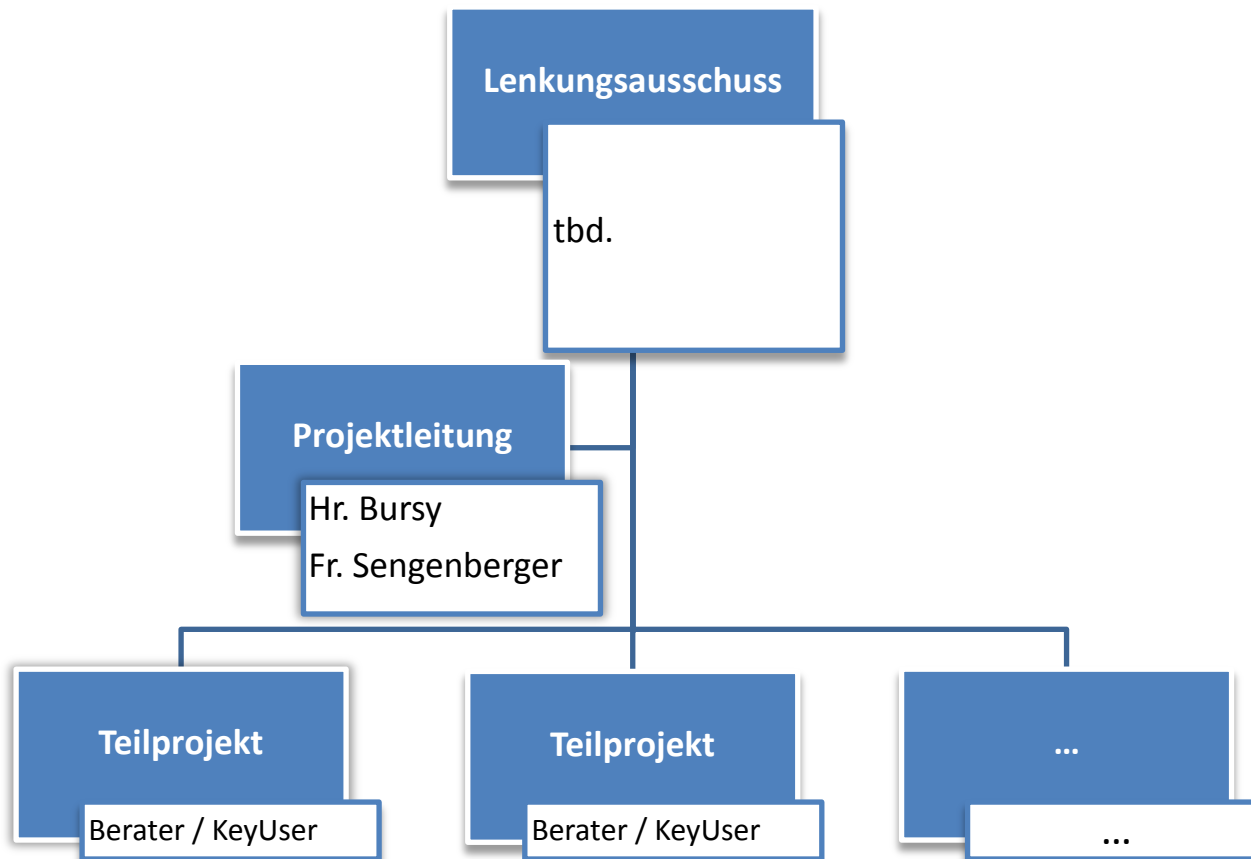 Lenkungsausschuss
tbd.
Projektleitung
Hr. Bursy
Fr. Sengenberger
Teilprojekt
Berater / KeyUser
Teilprojekt
Berater / KeyUser
...
...